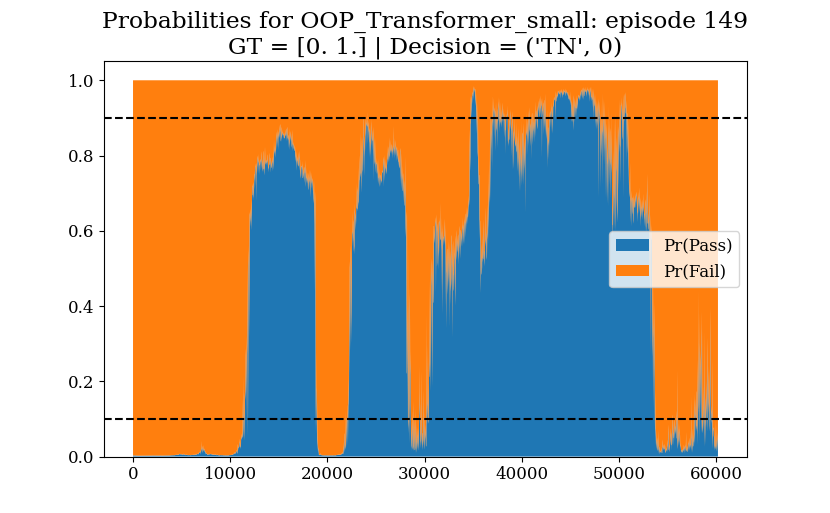 Probabilities for OOP_Transformer_small: episode 149
GT = [0. 1.] | Decision = ('TN', 0)
1.0
0.8
0.6
0.4
0.2
0.0
Pr(Pass)
Pr(Fail)
0 10000 20000 30000 40000 50000 60000